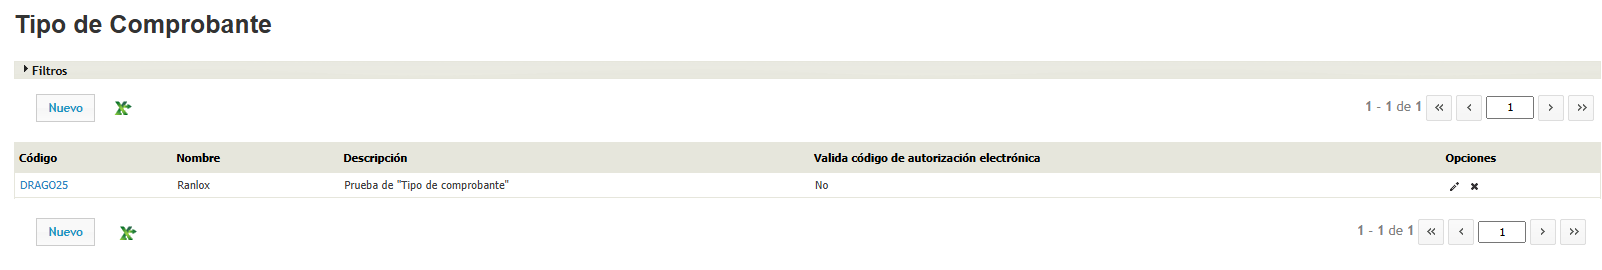 Tipo de Comprobante
Filtros
Nuevo 1 - 1 de 1 « ‹ 1 › ››
Código Nombre Descripción Valida código de autorización electrónica Opciones
DRAGO25 Ranlox Prueba de "Tipo de comprobante" No
Nuevo 1 - 1 de 1 « ‹ 1 › ››